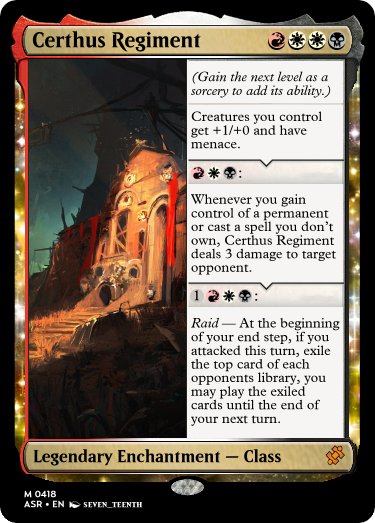 Certhus Regiment
(Gain the next level as a
sorcery to add its ability.)
Creatures you control
get +1/+0 and have
menace.
:
Whenever you gain
control of a permanent
or cast a spell you don't
own, Certhus Regiment
deals 3 damage to target
opponent.
1 :
Raid — At the beginning
of your end step, if you
attacked this turn, exile
the top card of each
opponents library, you
may play the exiled
cards until the end of
your next turn.
Legendary Enchantment — Class
M 0418
ASR • EN SEVEN_TEENTH